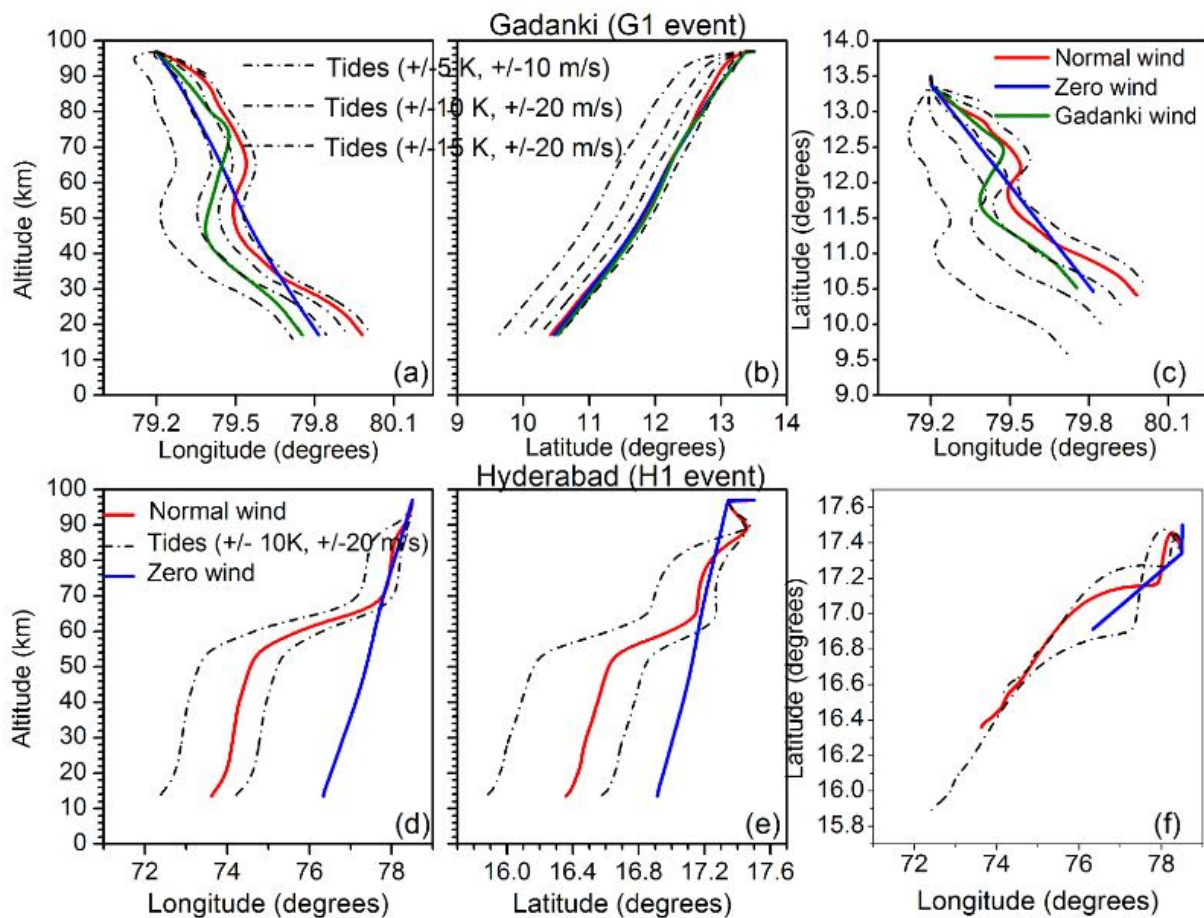 Gadanki (G1 event)
100
90
80
70
60
50
40
30
20
10
0
Altitude (km)
Tides (+/-5 K, +/-10 m/s)
Tides (+/-10 K, +/-20 m/s)
Tides (+/-15 K, +/-20 m/s)
(a)
79.2 79.5 79.8 80.1
Longitude (degrees)
(b)
9 10 11 12 13 14
Latitude (degrees)
14.0
13.5
13.0
12.5
12.0
11.5
11.0
10.5
10.0
9.5
9.0
Latitude (degrees)
Normal wind
Zero wind
Gadanki wind
(c)
79.2 79.5 79.8 80.1
Longitude (degrees)
Hyderabad (H1 event)
100
90
80
70
60
50
40
30
20
10
0
Altitude (km)
Normal wind
Tides (+/- 10K, +/-20 m/s)
Zero wind
(d)
72 74 76 78
Longitude (degrees)
(e)
16.0 16.4 16.8 17.2 17.6
Latitude (degrees)
17.6
17.4
17.2
17.0
16.8
16.6
16.4
16.2
16.0
15.8
Latitude (degrees)
(f)
72 74 76 78
Longitude (degrees)